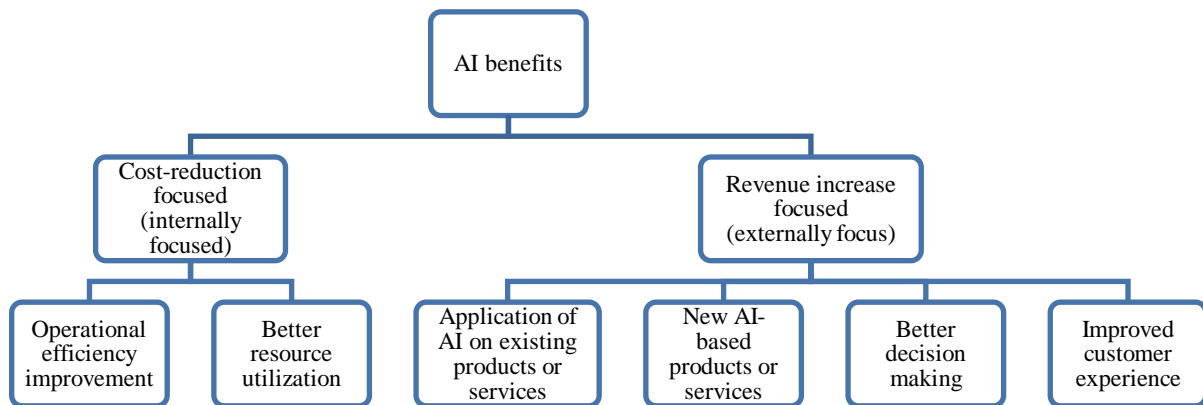 AI benefits
Cost-reduction
focused
(internally
focused)
Revenue increase
focused
(externally focus)
Operational
efficiency
improvement
Better
resource
utilization
Application of
AI on existing
products or
services
New AI-
based
products or
services
Better
decision
making
Improved
customer
experience